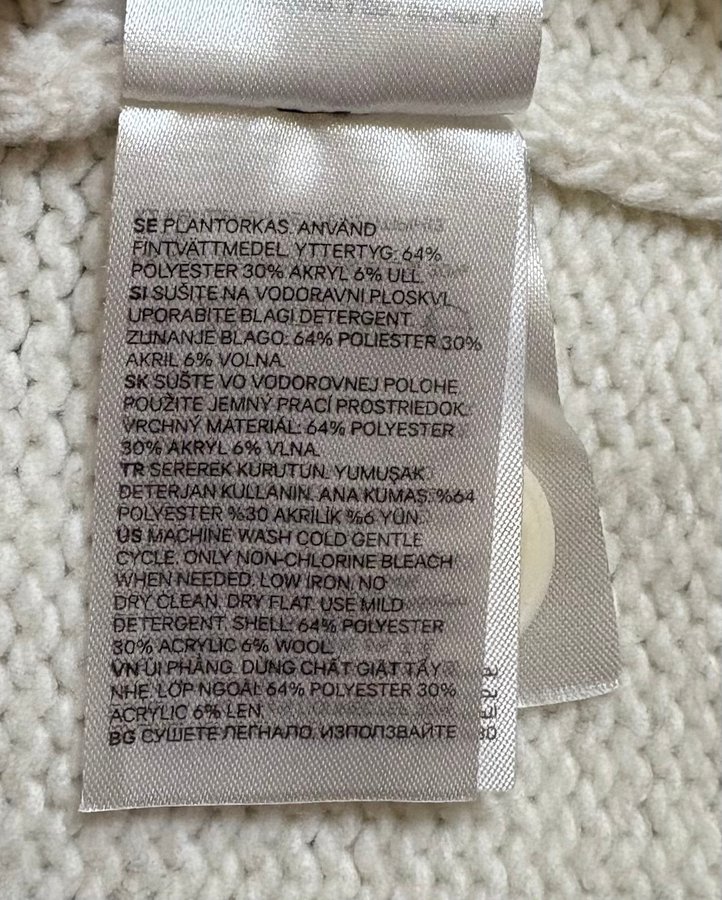 SE PLANTORKAS. ANVÄND
FINTVÄTTMEDEL. YTTERTYG: 64%
POLYESTER 30% AKRYL 6% ULL
SI SUŠITE NA VODORAVNI PLOSKVI.
UPORABITE BLAGI DETERGENT.
ZUNANJE BLAGO: 64% POLIESTER 30%
AKRIL 6% VOLNA
SK SUŠTE VO VODOROVNEJ POLOHE.
POUŽITE JEMNÝ PRACÍ PROSTRIEDOK.
VRCHNÝ MATERIÁL: 64% POLYESTER
30% AKRYL 6% VLNA
TR SEREREK KURUTUN. YUMUŞAK
DETERJAN KULLANIN. ANA KUMAŞ: %64
POLYESTER %30 AKRİLİK %6 YÜN.
US MACHINE WASH COLD GENTLE
CYCLE. ONLY NON-CHLORINE BLEACH
WHEN NEEDED. LOW IRON. NO
DRY CLEAN. DRY FLAT. USE MILD
DETERGENT. SHELL: 64% POLYESTER
30% ACRYLIC 6% WOOL
VN ỦI PHẲNG. DÙNG CHẤT GIẶT TẨY
NHẸ. LỚP NGOÀI: 64% POLYESTER 30%
ACRYLIC 6% LEN
BG СУШЕТЕ ЛЕГНАЛО. ИЗПОЛЗВАЙТЕ